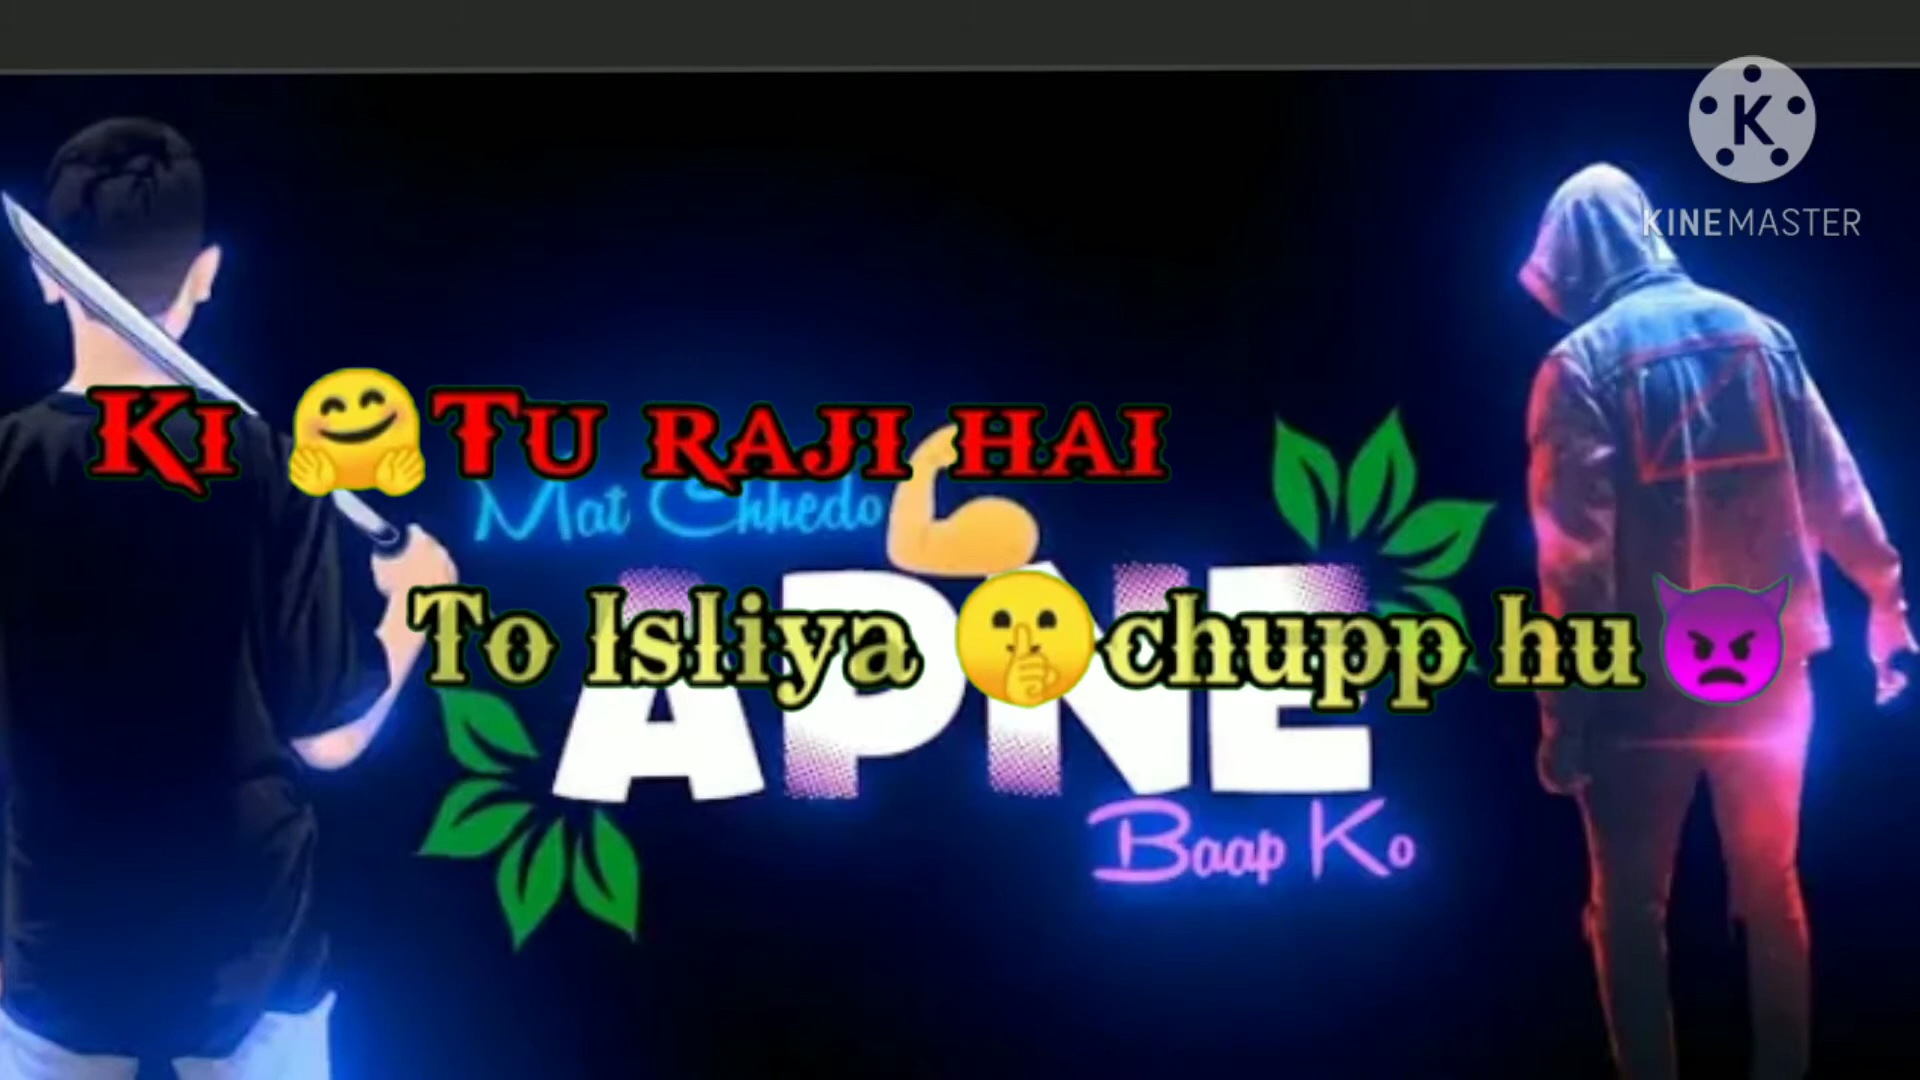 K
KINEMASTER
Ki 🤗Tu raji hai
Mat Chhedo
To Isliya 🤫chupp hu👿
APNE
Baap Ko